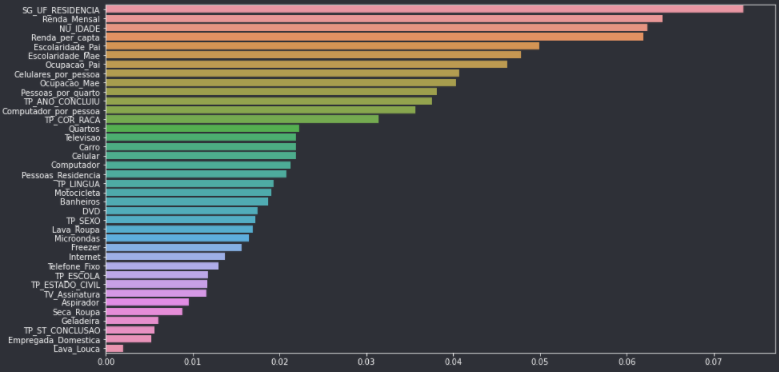 SG_UF_RESIDENCIA
Renda_Mensal
NU_IDADE
Renda_per_capta
Escolaridade_Pai
Escolaridade_Mae
Ocupacao_Pai
Celulares_por_pessoa
Ocupacao_Mae
Pessoas_por_quarto
TP_ANO_CONCLUIU
Computador_por_pessoa
TP_COR_RACA
Quartos
Televisao
Carro
Celular
Computador
Pessoas_Residencia
TP_LINGUA
Motocicleta
Banheiros
DVD
TP_SEXO
Lava_Roupa
Microondas
Freezer
Internet
Telefone_Fixo
TP_ESCOLA
TP_ESTADO_CIVIL
TV_Assinatura
Aspirador
Seca_Roupa
Geladeira
TP_ST_CONCLUSAO
Empregada_Domestica
Lava_Louca
0.00 0.01 0.02 0.03 0.04 0.05 0.06 0.07